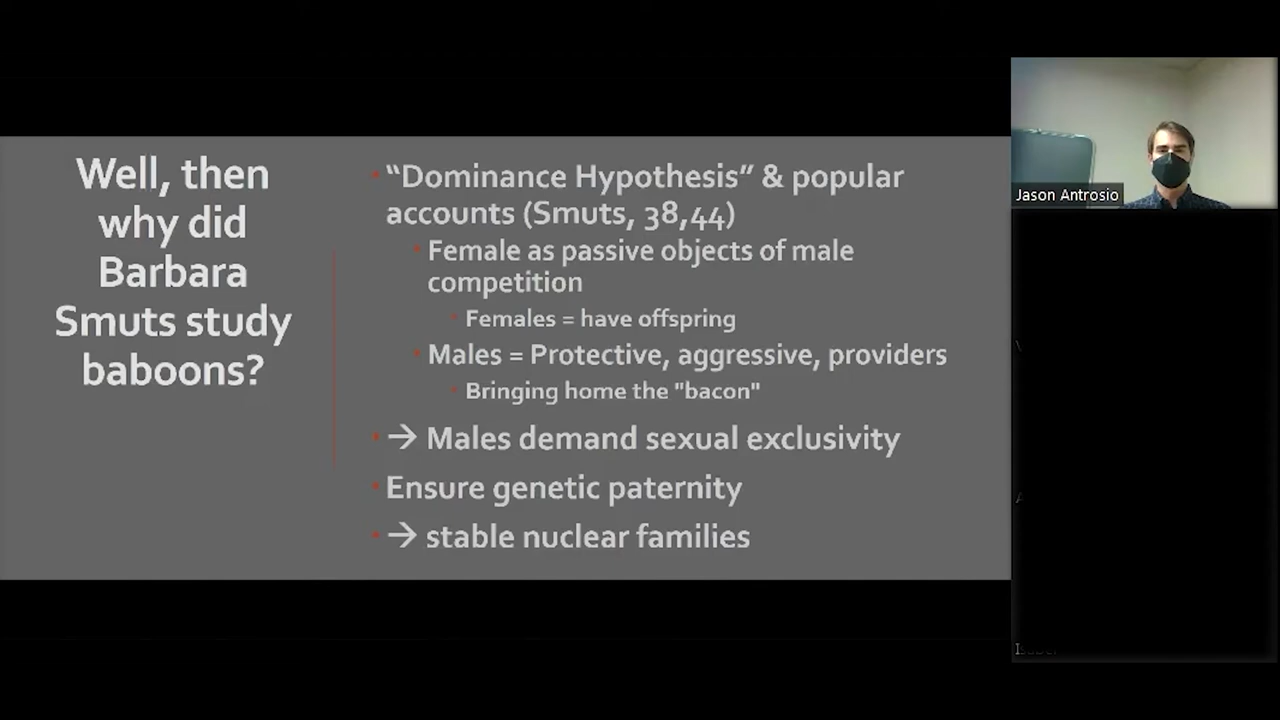 Well, then
why did
Barbara
Smuts study
baboons?
“Dominance Hypothesis” & popular
accounts (Smuts, 38,44)
Female as passive objects of male
competition
Females = have offspring
Males = Protective, aggressive, providers
Bringing home the "bacon"
→ Males demand sexual exclusivity
Ensure genetic paternity
→ stable nuclear families
Jason Antrosio